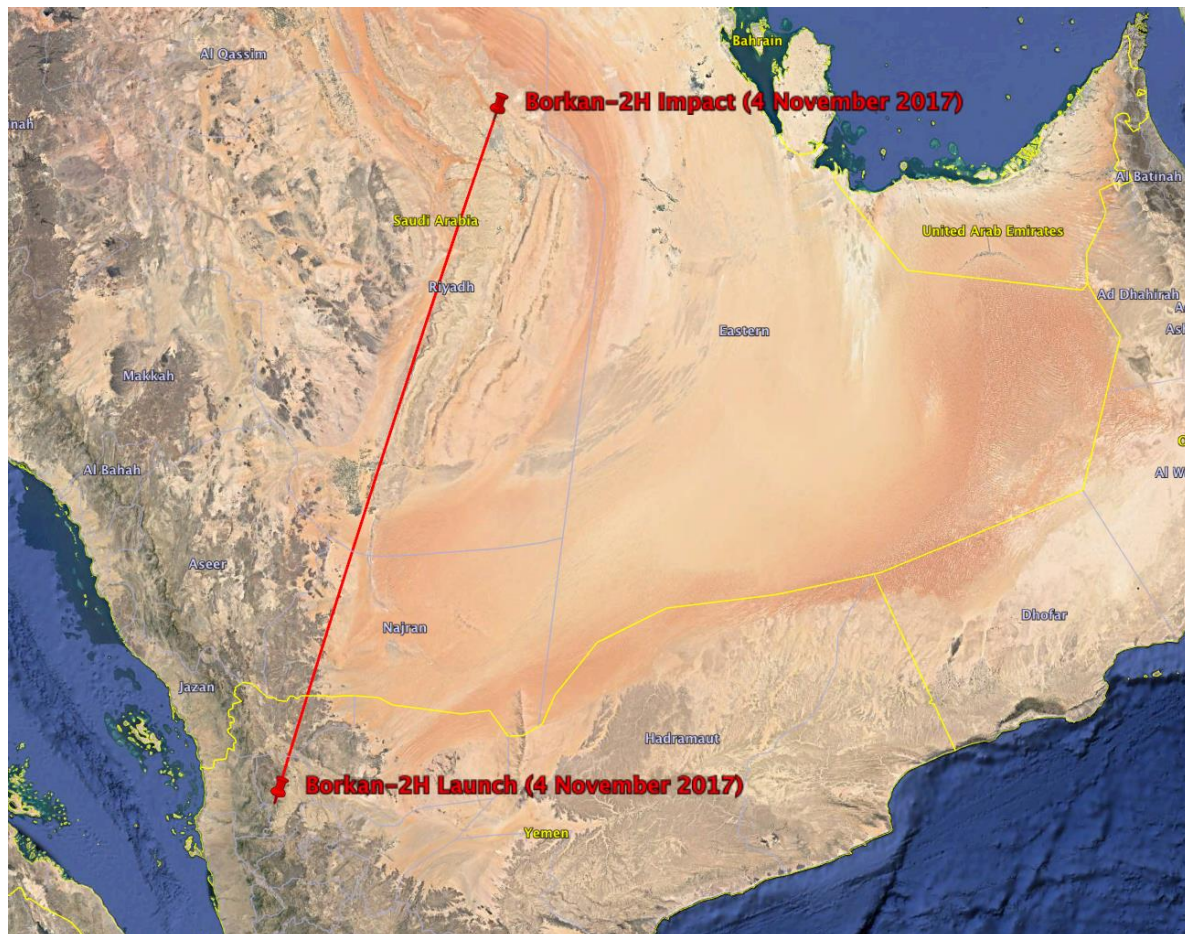 Bahrain
Al Qassim
Borkan-2H Impact (4 November 2017)
inah
Al Batinah
Saudi Arabia
United Arab Emirates
Riyadh
Ad Dhahirah
Eastern
Makkah
Al Bahah
Aseer
Dhofar
Najran
Jazan
Hadramaut
Borkan-2H Launch (4 November 2017)
Yemen